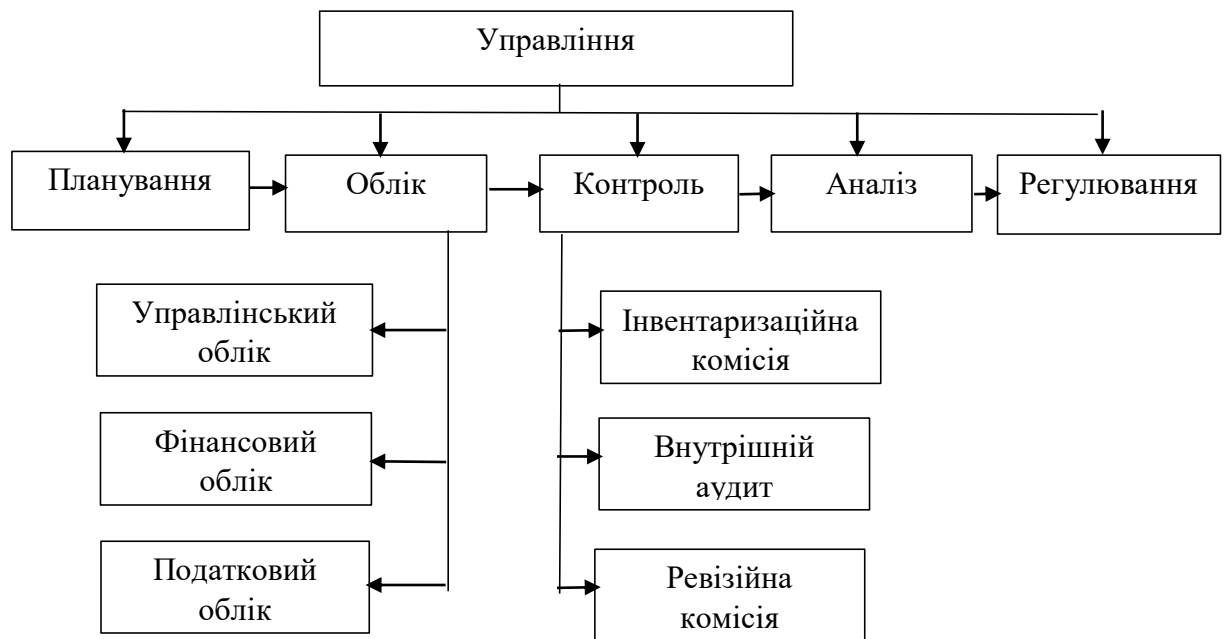 Управління
Планування
Облік
Контроль
Аналіз
Регулювання
Управлінський
облік
Інвентаризаційна
комісія
Фінансовий
облік
Внутрішній
аудит
Податковий
облік
Ревізійна
комісія